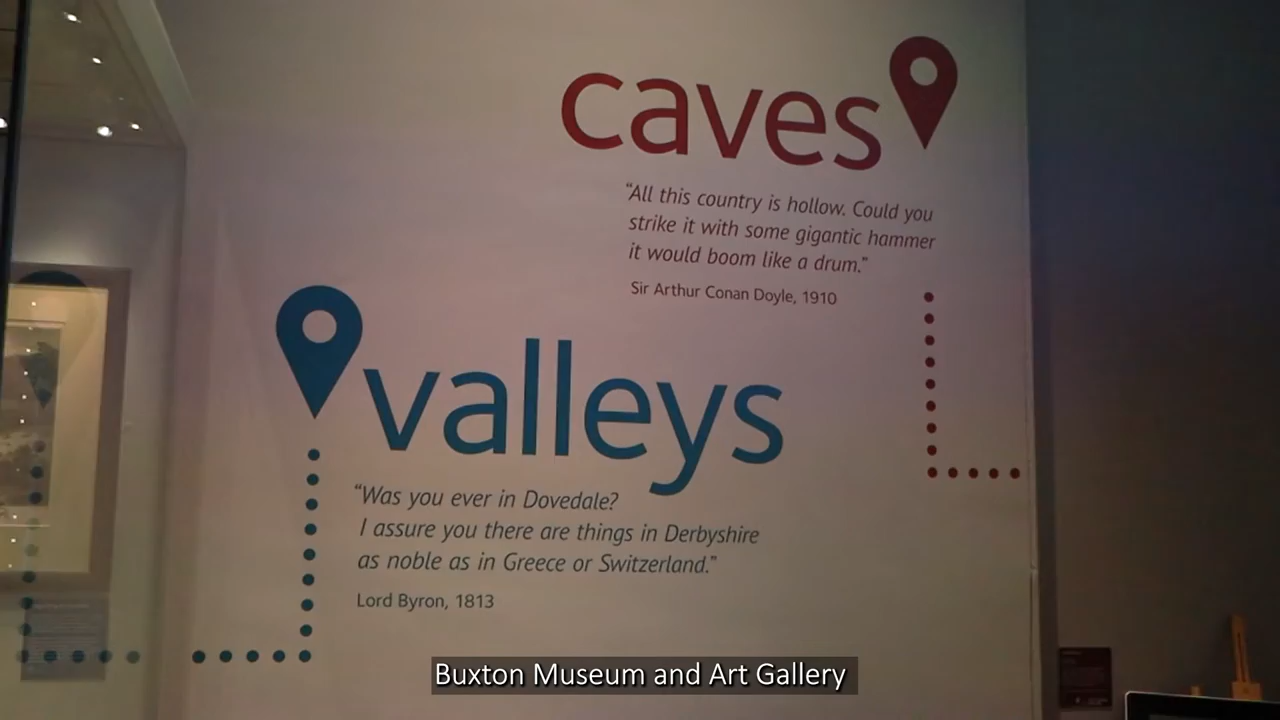 caves
“All this country is hollow. Could you
strike it with some gigantic hammer
it would boom like a drum.”
Sir Arthur Conan Doyle, 1910
valleys
“Was you ever in Dovedale?
I assure you there are things in Derbyshire
as noble as in Greece or Switzerland.”
Lord Byron, 1813
Buxton Museum and Art Gallery